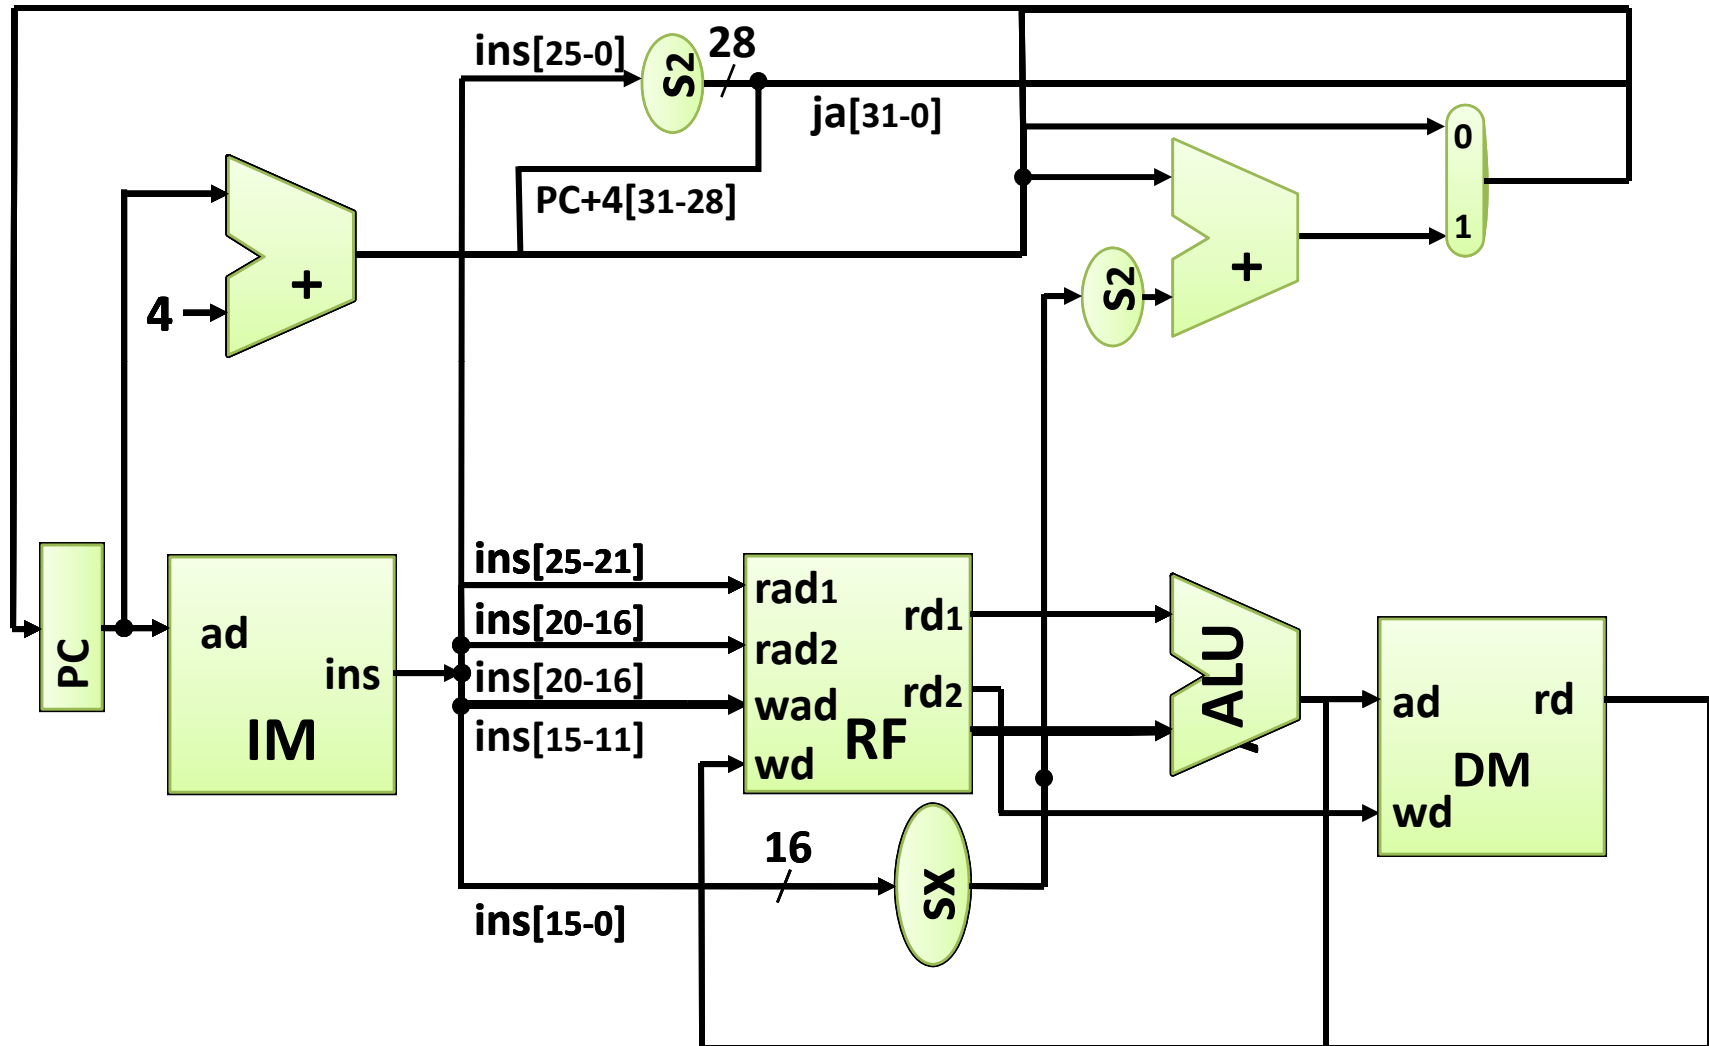 ins[25-0]
S2
28
ja[31-0]
0
PC+4[31-28]
1
+
S2
+
4
ins[25-21]
rad1
rd1
ins[20-16]
ad
rad2
ALU
PC
ins
ins[20-16]
rd2
ad
rd
wad
IM
ins[15-11]
RF
wd
DM
wd
16
sx
ins[15-0]